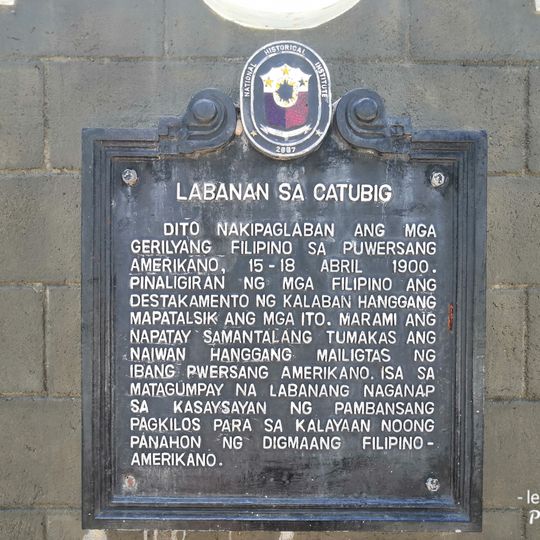 NATIONAL HISTORICAL INSTITUTE
LABANAN SA CATUBIG
DITO NAKIPAGLABAN ANG MGA
GERILYANG FILIPINO SA PUWERSANG
AMERIKANO, 15-18 ABRIL 1900.
PINALIGIRAN NG MGA FILIPINO ANG
DESTAKAMENTO NG KALABAN HANGGANG
MAPATALSIK ANG MGA ITO. MARAMI ANG
NAPATAY SAMANTALANG TUMAKAS ANG
NAIWAN HANGGANG MAILIGTAS NG
IBANG PWERSANG AMERIKANO. ISA SA
MATAGUMPAY NA LABANANG NAGANAP
SA KASAYSAYAN NG PAMBANSANG
PAGKILOS PARA SA KALAYAAN NOONG
PANAHON NG DIGMAANG FILIPINO-
AMERIKANO.